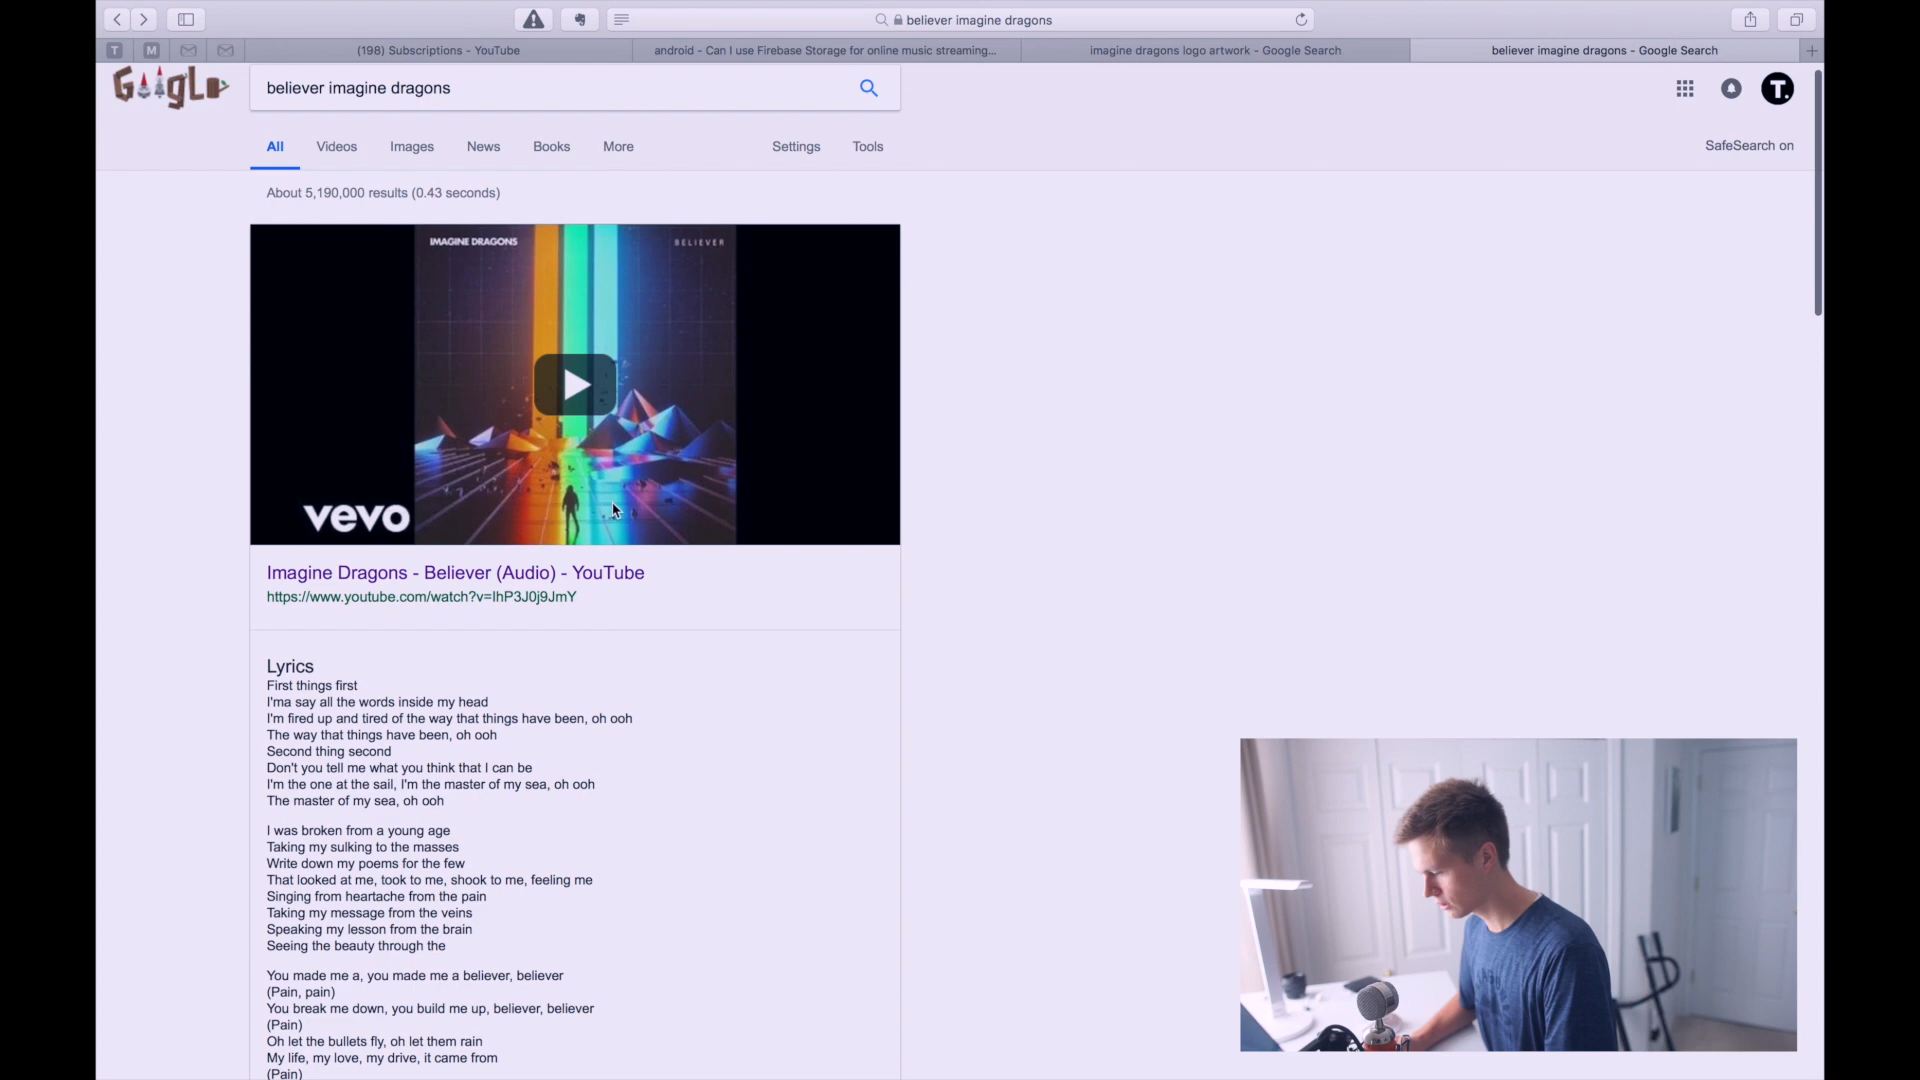 believer imagine dragons
T
M
(198) Subscriptions - YouTube
android - Can I use Firebase Storage for online music streaming...
imagine dragons logo artwork - Google Search
believer imagine dragons - Google Search
Google
believer imagine dragons
T.
All
Videos
Images
News
Books
More
Settings
Tools
SafeSearch on
About 5,190,000 results (0.43 seconds)
IMAGINE DRAGONS
BELIEVER
vevo
Imagine Dragons - Believer (Audio) - YouTube
https://www.youtube.com/watch?v=IhP3J0j9JmY
Lyrics
First things first
I'ma say all the words inside my head
I'm fired up and tired of the way that things have been, oh ooh
The way that things have been, oh ooh
Second thing second
Don't you tell me what you think that I can be
I'm the one at the sail, I'm the master of my sea, oh ooh
The master of my sea, oh ooh
I was broken from a young age
Taking my sulking to the masses
Write down my poems for the few
That looked at me, took to me, shook to me, feeling me
Singing from heartache from the pain
Taking my message from the veins
Speaking my lesson from the brain
Seeing the beauty through the
You made me a, you made me a believer, believer
(Pain, pain)
You break me down, you build me up, believer, believer
(Pain)
Oh let the bullets fly, oh let them rain
My life, my love, my drive, it came from
(Pain)